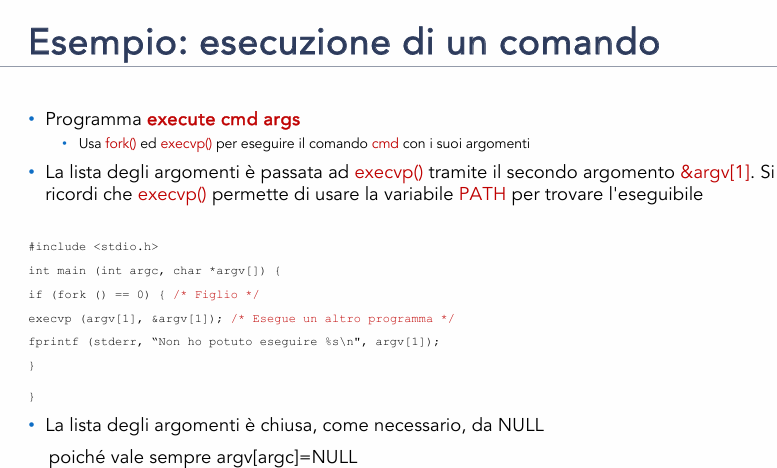 Esempio: esecuzione di un comando
• Programma execute cmd args
• Usa fork() ed execvp() per eseguire il comando cmd con i suoi argomenti
• La lista degli argomenti è passata ad execvp() tramite il secondo argomento &argv[1]. Si
ricordi che execvp() permette di usare la variabile PATH per trovare l'eseguibile
#include <stdio.h>
int main (int argc, char *argv[]) {
if (fork () == 0) { /* Figlio */
execvp (argv[1], &argv[1]); /* Esegue un altro programma */
fprintf (stderr, “Non ho potuto eseguire %s\n", argv[1]);
}
}
• La lista degli argomenti è chiusa, come necessario, da NULL
poiché vale sempre argv[argc]=NULL